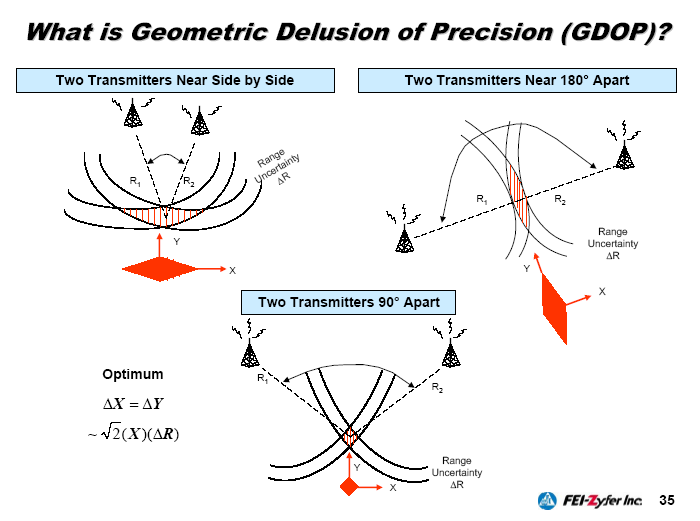 What is Geometric Delusion of Precision (GDOP)?
Two Transmitters Near Side by Side
R1
R2
Range
Uncertainty
ΔR
Y
X
Two Transmitters Near 180° Apart
R1
R2
Range
Uncertainty
ΔR
Y
X
Two Transmitters 90° Apart
Optimum
ΔX = ΔY
~ √2(X)(ΔR)
R1
R2
Y
X
Range
Uncertainty
ΔR
FEI-Zyfer Inc.
35